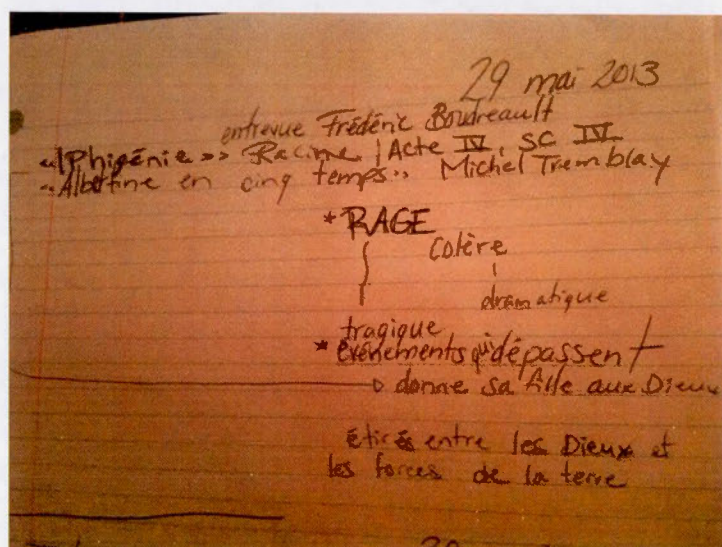 29 mai 2013
entrevue Frédéric Boudreault
«Iphigénie» Racine | Acte IV, SC IV
«Albertine en cinq temps» Michel Tremblay
* RAGE
Colère
dramatique
tragique
* événements qui dépassent
donne sa fille aux Dieux
étirés entre les Dieux et
les forces de la terre